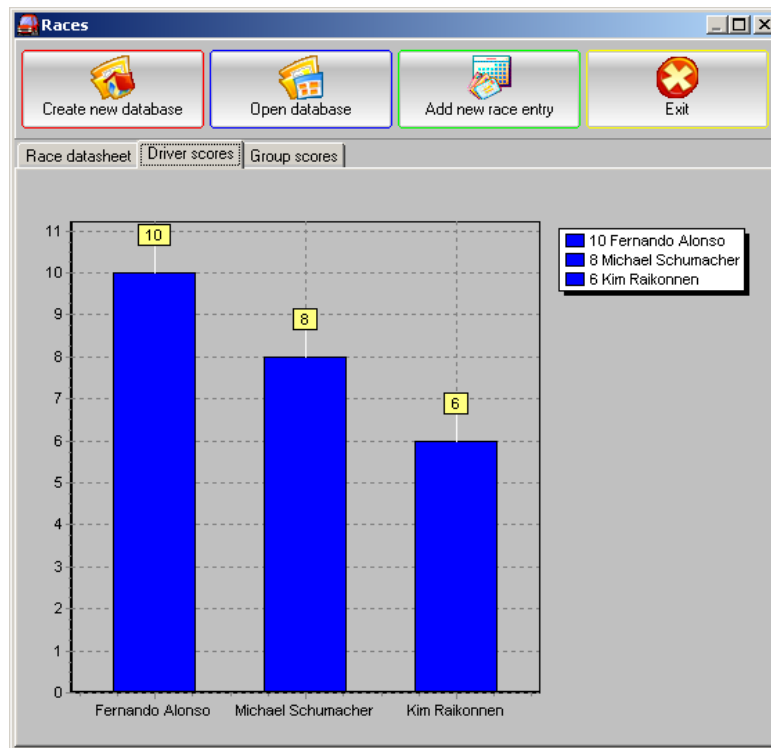 Races
Create new database
Open database
Add new race entry
Exit
Race datasheet
Driver scores
Group scores
11
10
9
8
7
6
5
4
3
2
1
0
10
8
6
Fernando Alonso
Michael Schumacher
Kim Raikonnen
10 Fernando Alonso
8 Michael Schumacher
6 Kim Raikonnen